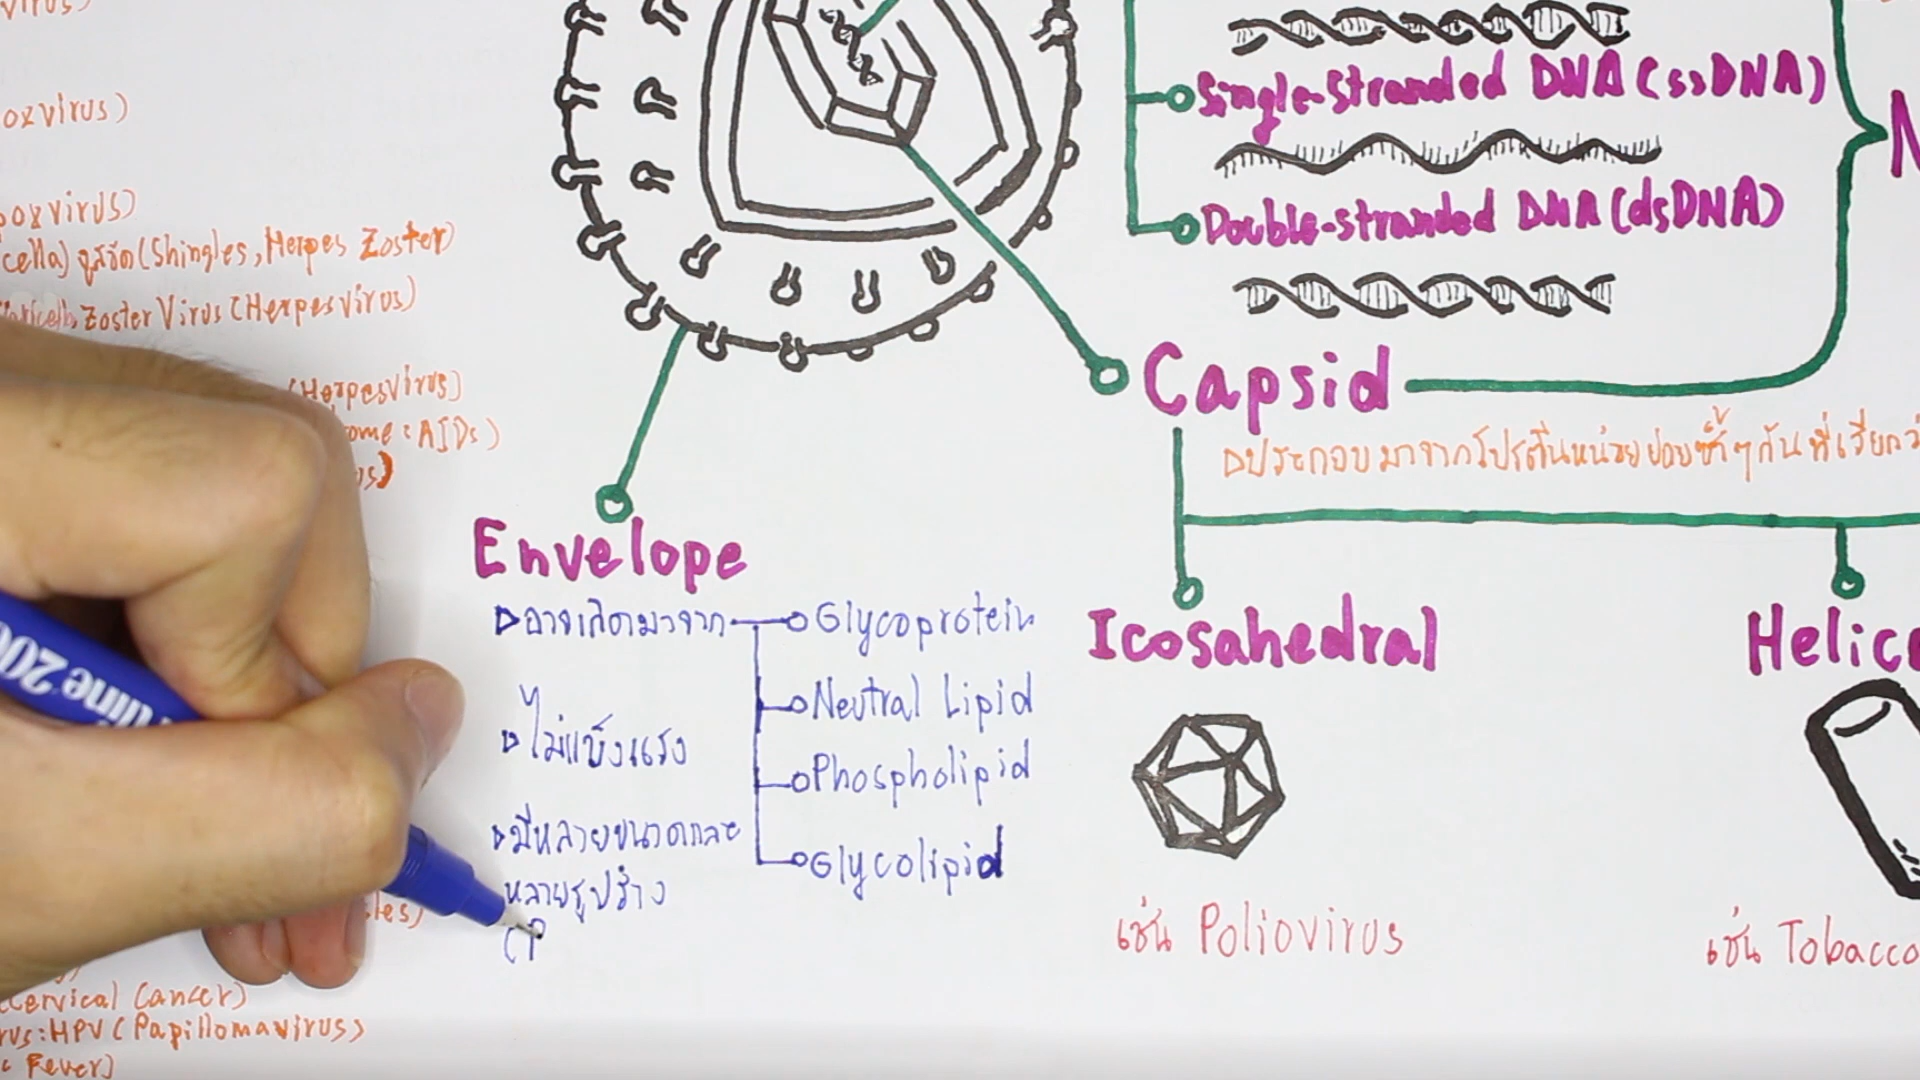 virus)
oxvirus)
poxvirus)
cella) งูสวัด (Shingles, Herpes Zoster)
Zoster Virus (Herpesvirus)
(Herpesvirus)
ome : AIDs)
us)
sles)
Cervical Cancer)
rus: HPV (Papillomavirus)
c Fever)
Envelope
อาจเกิดมาจาก
Glycoprotein
Neutral Lipid
Phospholipid
Glycolipid
ไม่แข็งแรง
มีหลายขนาดและ
หลายรูปร่าง
(P
Single-Stranded DNA (ssDNA)
Double-stranded DNA (dsDNA)
N
Capsid
ประกอบมาจากโปรตีนหน่วยย่อยซ้ำๆกันที่เรียกว่
Icosahedral
เช่น Poliovirus
Helica
เช่น Tobacco